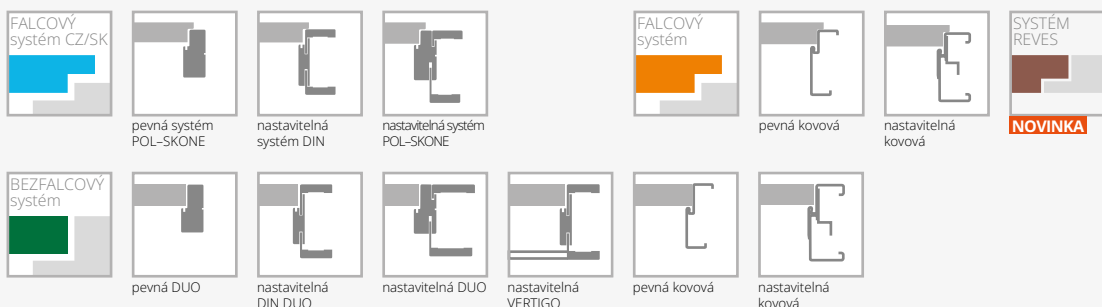 FALCOVÝ
systém CZ/SK
pevná systém
POL–SKONE
nastavitelná
systém DIN
nastavitelná systém
POL–SKONE
FALCOVÝ
systém
pevná kovová
nastavitelná
kovová
SYSTÉM
REVES
NOVINKA
BEZFALCOVÝ
systém
pevná DUO
nastavitelná
DIN DUO
nastavitelná DUO
nastavitelná
VERTIGO
pevná kovová
nastavitelná
kovová